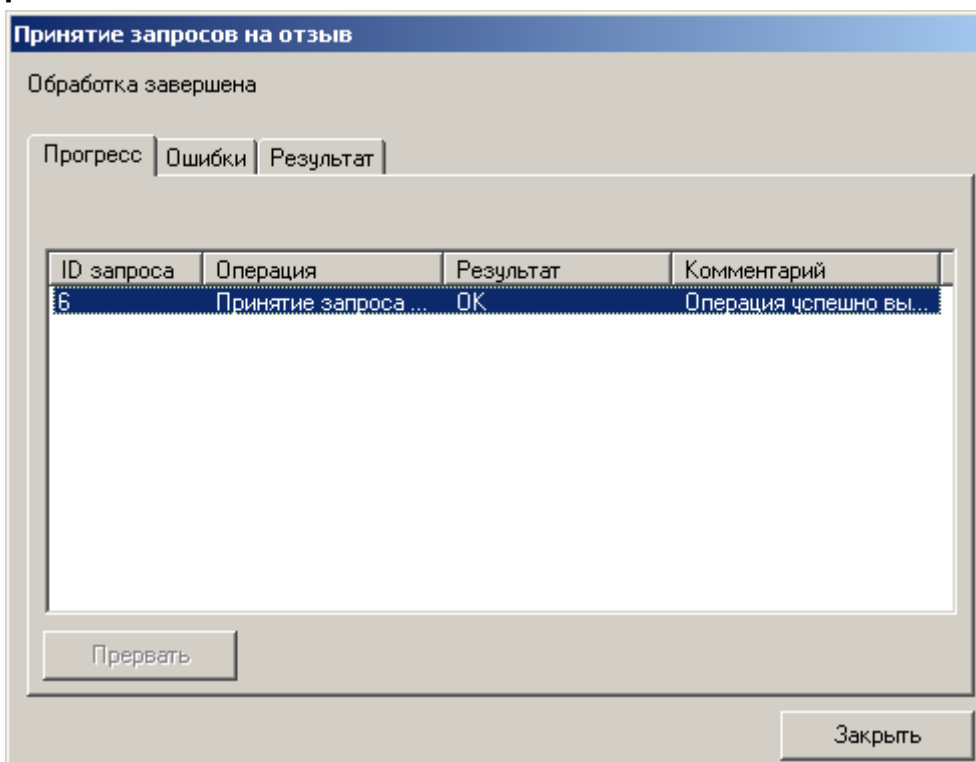 Принятие запросов на отзыв
Обработка завершена
Прогресс Ошибки Результат
ID запроса Операция Результат Комментарий
6 Принятие запроса ... OK Операция успешно вы...
Прервать
Закрыть